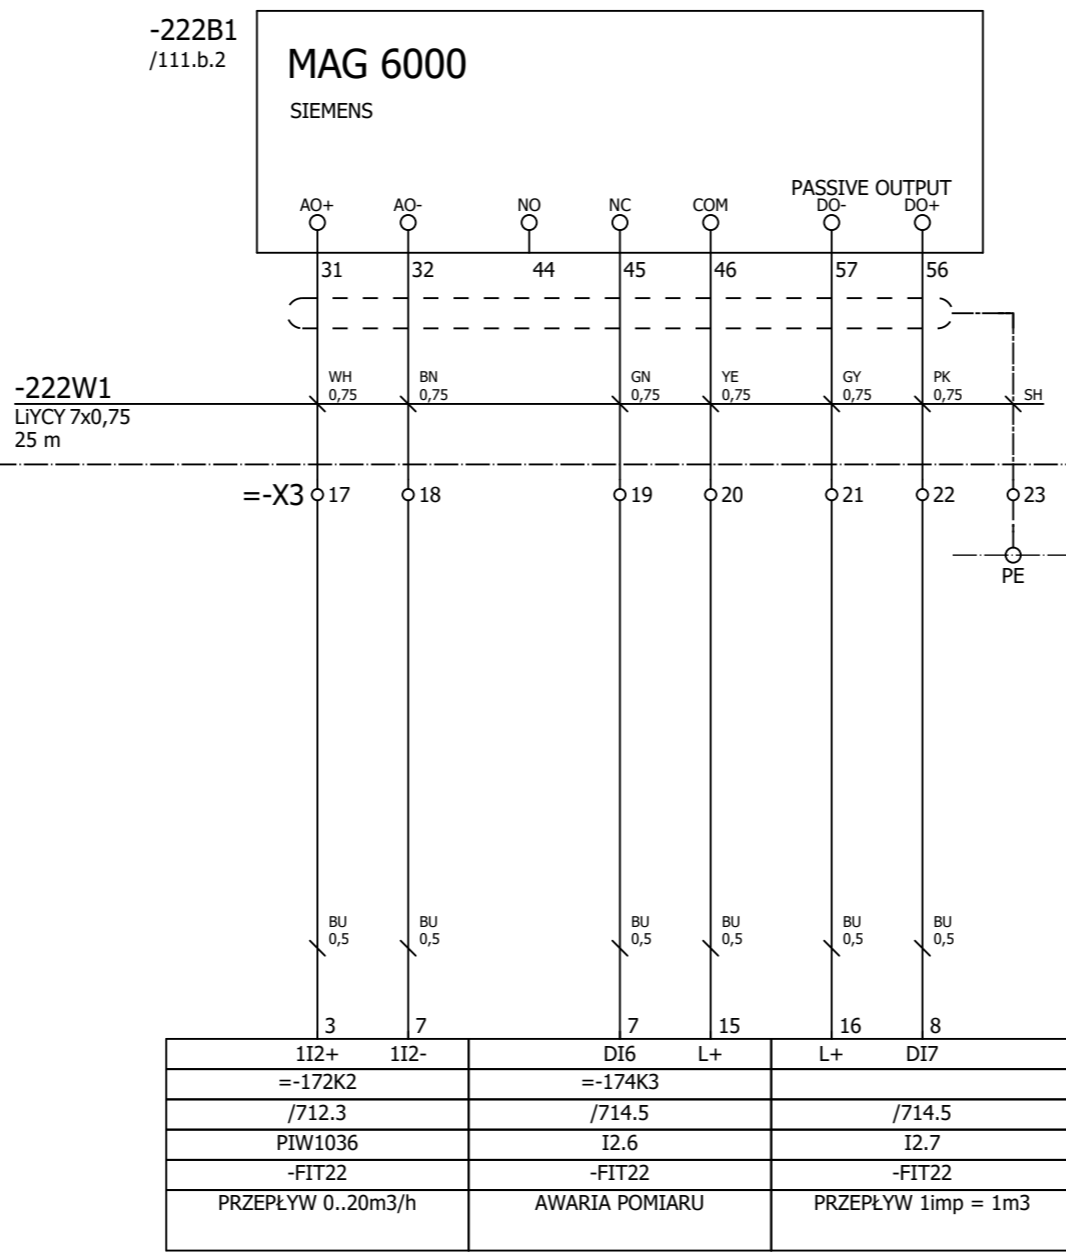 -222B1
/111.b.2
MAG 6000
SIEMENS
PASSIVE OUTPUT
AO+ AO- NO NC COM DO- DO+
31 32 44 45 46 57 56
WH BN GN YE GY PK
0,75 0,75 0,75 0,75 0,75 0,75 SH
-222W1
LiYCY 7x0,75
25 m
=-X3 17 18 19 20 21 22 23
PE
BU BU BU BU BU BU
0,5 0,5 0,5 0,5 0,5 0,5
3 7 7 15 16 8
1I2+ 1I2- DI6 L+ L+ DI7
=-172K2 =-174K3
/712.3 /714.5 /714.5
PIW1036 I2.6 I2.7
-FIT22 -FIT22 -FIT22
PRZEPŁYW 0..20m3/h AWARIA POMIARU PRZEPŁYW 1imp = 1m3